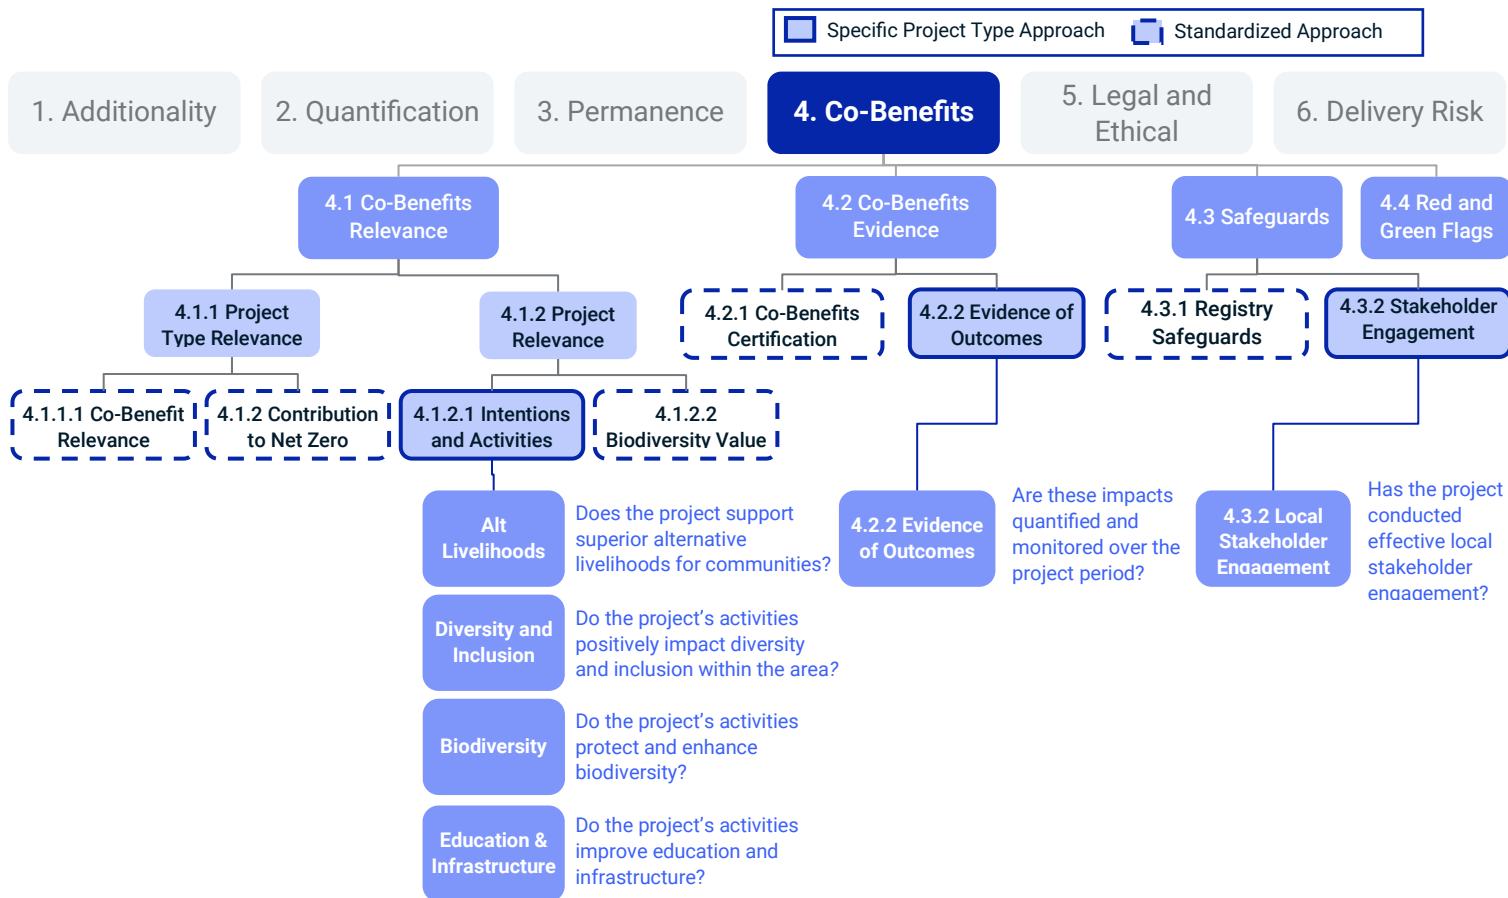 Specific Project Type Approach
Standardized Approach
1. Additionality
2. Quantification
3. Permanence
4. Co-Benefits
5. Legal and
Ethical
6. Delivery Risk
4.1 Co-Benefits
Relevance
4.2 Co-Benefits
Evidence
4.3 Safeguards
4.4 Red and
Green Flags
4.1.1 Project
Type Relevance
4.1.2 Project
Relevance
4.2.1 Co-Benefits
Certification
4.2.2 Evidence of
Outcomes
4.3.1 Registry
Safeguards
4.3.2 Stakeholder
Engagement
4.1.1.1 Co-Benefit
Relevance
4.1.2 Contribution
to Net Zero
4.1.2.1 Intentions
and Activities
4.1.2.2
Biodiversity Value
Alt
Livelihoods
Does the project support
superior alternative
livelihoods for communities?
4.2.2 Evidence
of Outcomes
Are these impacts
quantified and
monitored over the
project period?
4.3.2 Local
Stakeholder
Engagement
Has the project
conducted
effective local
stakeholder
engagement?
Diversity and
Inclusion
Do the project's activities
positively impact diversity
and inclusion within the area?
Biodiversity
Do the project's activities
protect and enhance
biodiversity?
Education &
Infrastructure
Do the project's activities
improve education and
infrastructure?